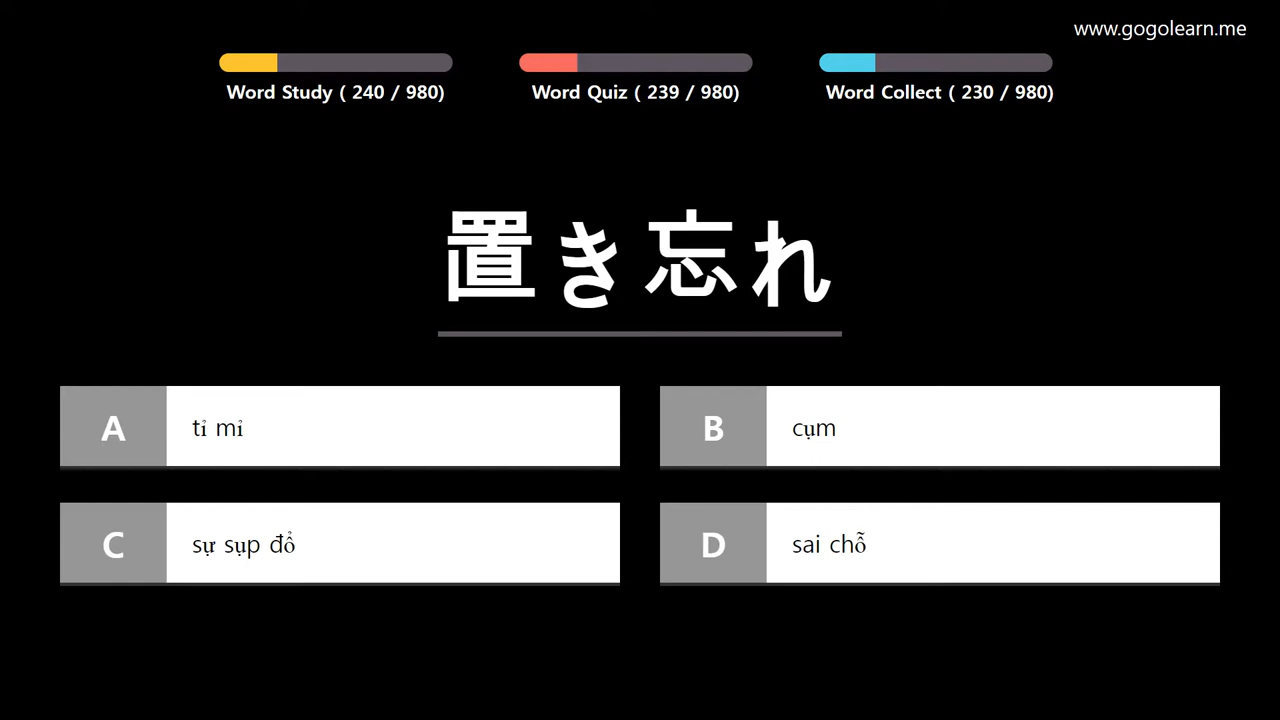 www.gogolearn.me
Word Study ( 240 / 980)
Word Quiz ( 239 / 980)
Word Collect ( 230 / 980)
置き忘れ
A tỉ mỉ
B cụm
C sự sụp đổ
D sai chỗ